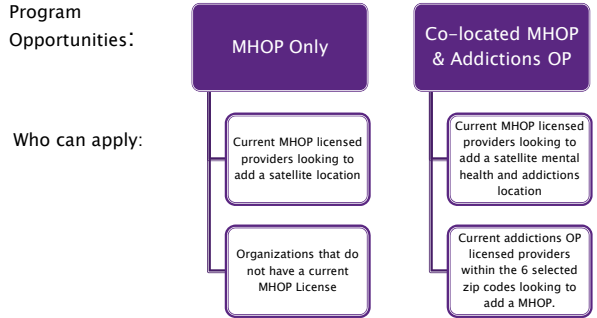 Program
Opportunities:
MHOP Only
Co-located MHOP
& Addictions OP
Who can apply:
Current MHOP licensed
providers looking to
add a satellite location
Current MHOP licensed
providers looking to
add a satellite mental
health and addictions
location
Organizations that do
not have a current
MHOP License
Current addictions OP
licensed providers
within the 6 selected
zip codes looking to
add a MHOP.